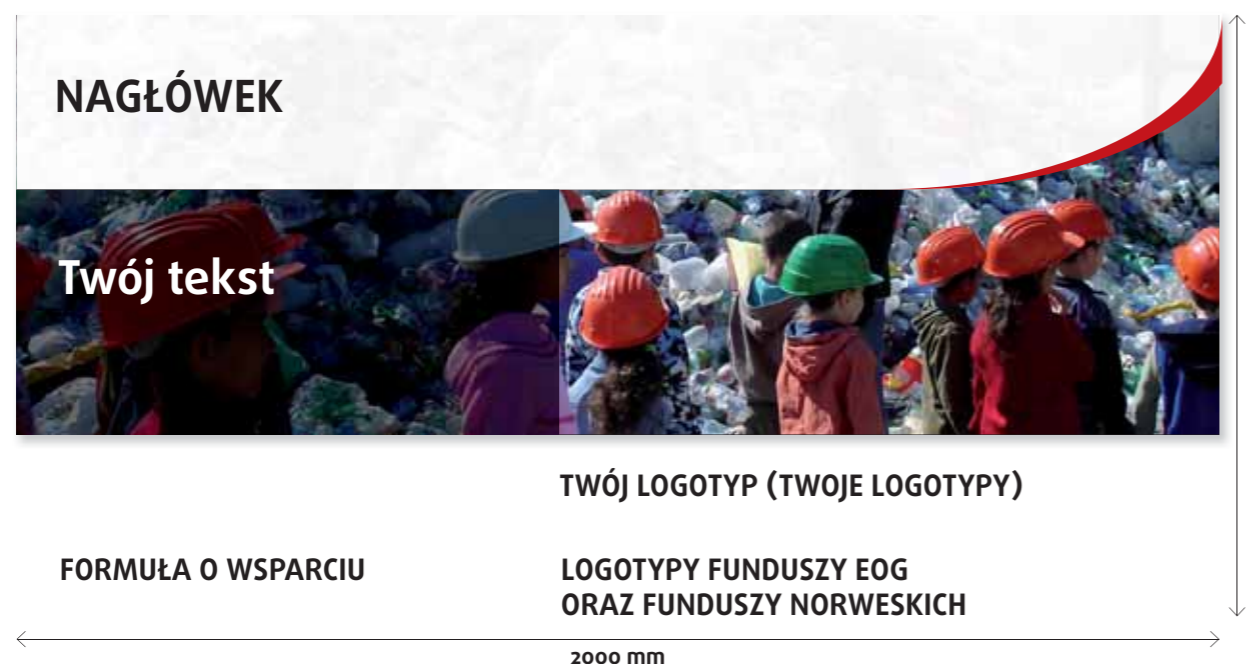 NAGŁÓWEK
Twój tekst
TWÓJ LOGOTYP (TWOJE LOGOTYPY)
FORMUŁA O WSPARCIU
LOGOTYPY FUNDUSZY EOG
ORAZ FUNDUSZY NORWESKICH
2000 mm